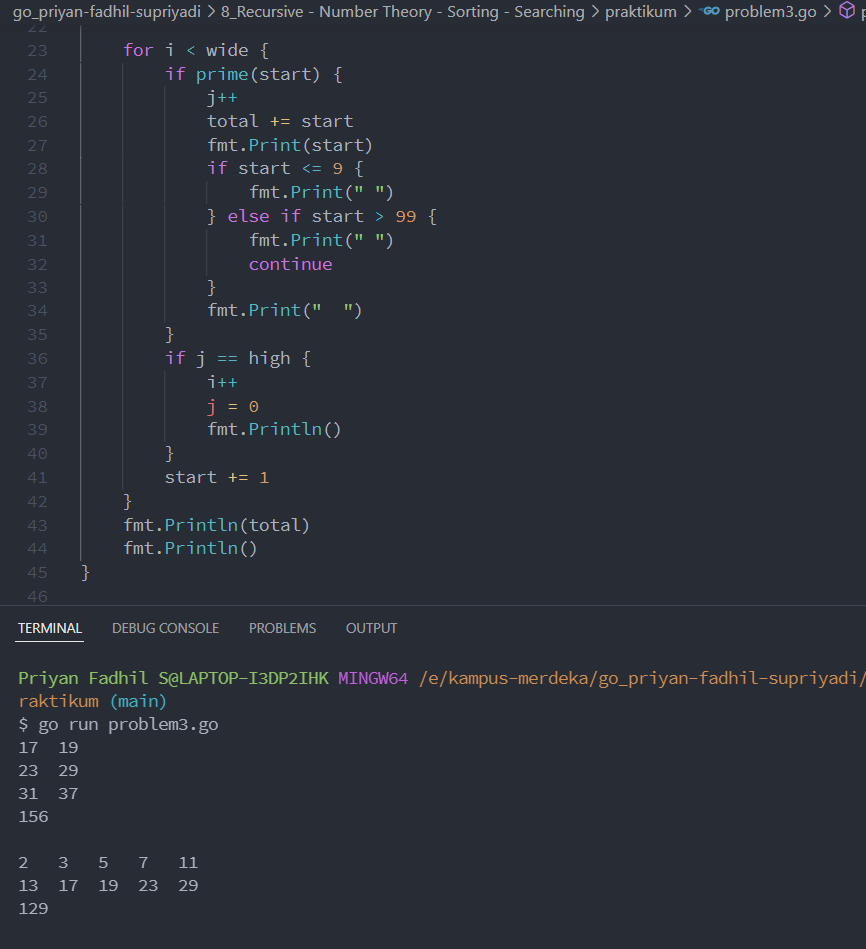 go_priyan-fadhil-supriyadi > 8_Recursive - Number Theory - Sorting - Searching > praktikum > GO problem3.go >
22
23 for i < wide {
24 if prime(start) {
25 j++
26 total += start
27 fmt.Print(start)
28 if start <= 9 {
29 fmt.Print(" ")
30 } else if start > 99 {
31 fmt.Print(" ")
32 continue
33 }
34 fmt.Print("  ")
35 }
36 if j == high {
37 i++
38 j = 0
39 fmt.Println()
40 }
41 start += 1
42 }
43 fmt.Println(total)
44 fmt.Println()
45 }
46
TERMINAL DEBUG CONSOLE PROBLEMS OUTPUT
Priyan Fadhil S@LAPTOP-I3DP2IHK MINGW64 /e/kampus-merdeka/go_priyan-fadhil-supriyadi/
raktikum (main)
$ go run problem3.go
17  19
23  29
31  37
156
2   3   5   7   11
13  17  19  23  29
129